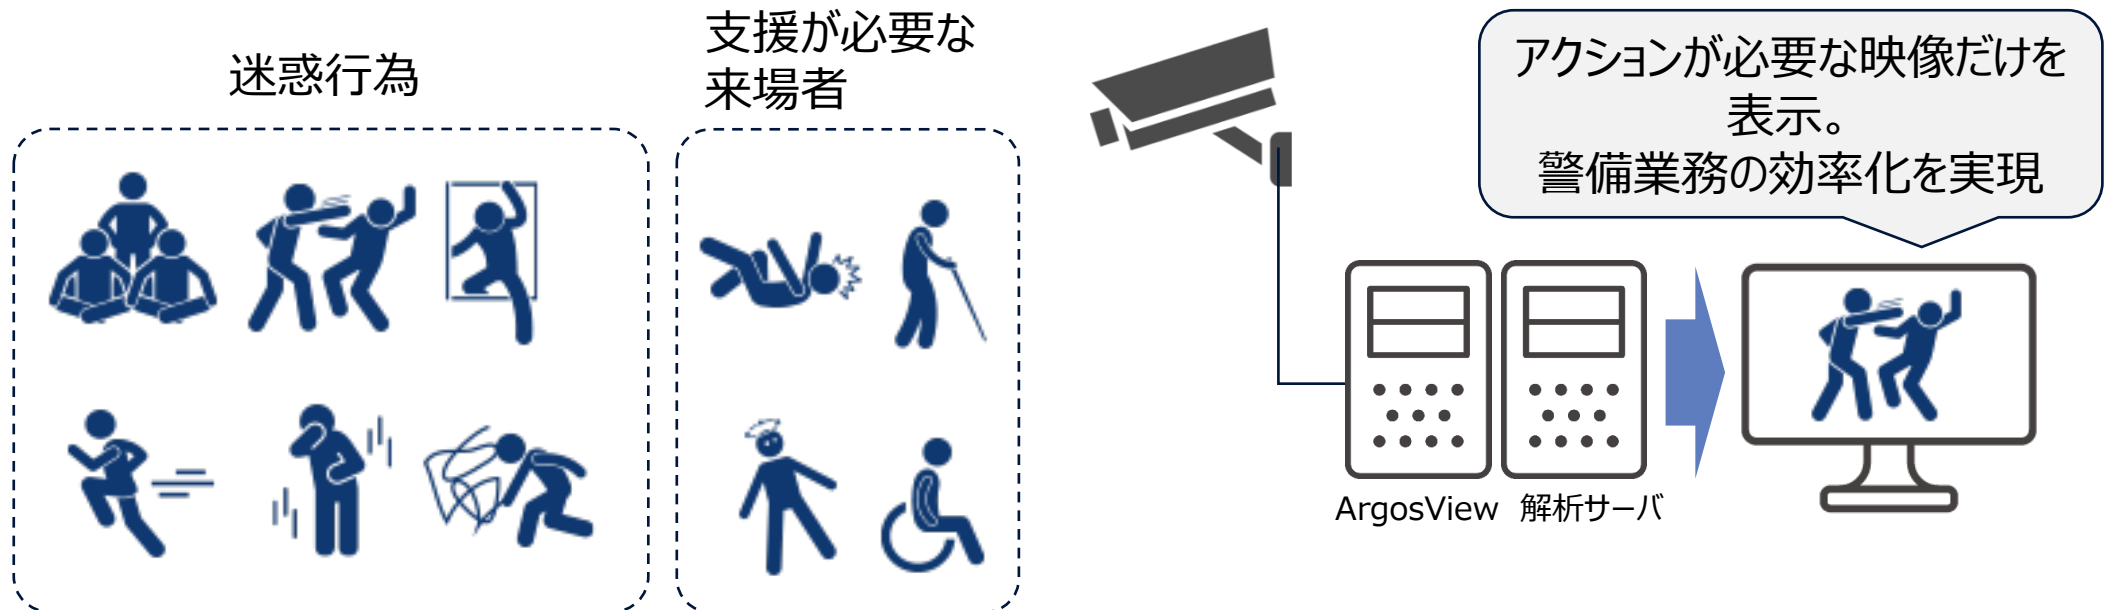 迷惑行為
支援が必要な
来場者
アクションが必要な映像だけを
表示。
警備業務の効率化を実現
ArgosView 解析サーバ